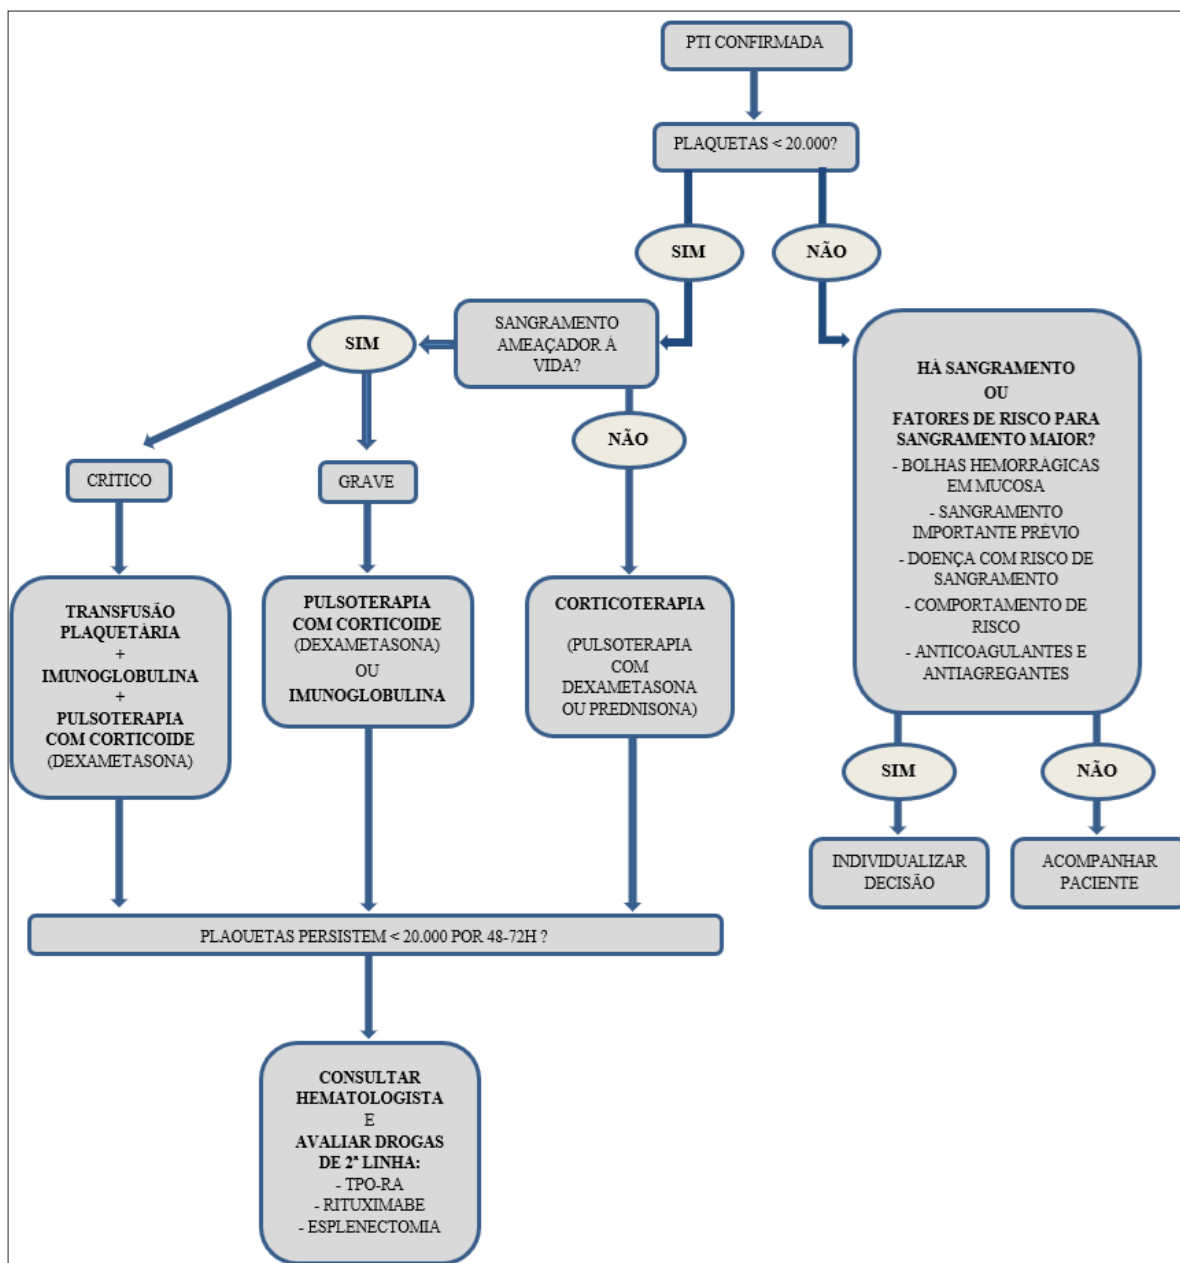 PTI CONFIRMADA
PLAQUETAS < 20.000?
SIM
NÃO
SANGRAMENTO
AMEAÇADOR À
VIDA?
SIM
NÃO
CRÍTICO
GRAVE
TRANSFUSÃO
PLAQUETÁRIA
+
IMUNOGLOBULINA
+
PULSOTERAPIA
COM CORTICOIDE
(DEXAMETASONA)
PULSOTERAPIA
COM CORTICOIDE
(DEXAMETASONA)
OU
IMUNOGLOBULINA
CORTICOTERAPIA
(PULSOTERAPIA
COM
DEXAMETASONA
OU PREDNISONA)
HÁ SANGRAMENTO
OU
FATORES DE RISCO PARA
SANGRAMENTO MAIOR?
- BOLHAS HEMORRÁGICAS
EM MUCOSA
- SANGRAMENTO
IMPORTANTE PRÉVIO
- DOENÇA COM RISCO DE
SANGRAMENTO
- COMPORTAMENTO DE
RISCO
- ANTICOAGULANTES E
ANTIAGREGANTES
SIM
NÃO
INDIVIDUALIZAR
DECISÃO
ACOMPANHAR
PACIENTE
PLAQUETAS PERSISTEM < 20.000 POR 48-72H ?
CONSULTAR
HEMATOLOGISTA
E
AVALIAR DROGAS
DE 2ª LINHA:
- TPO-RA
- RITUXIMABE
- ESPLENECTOMIA